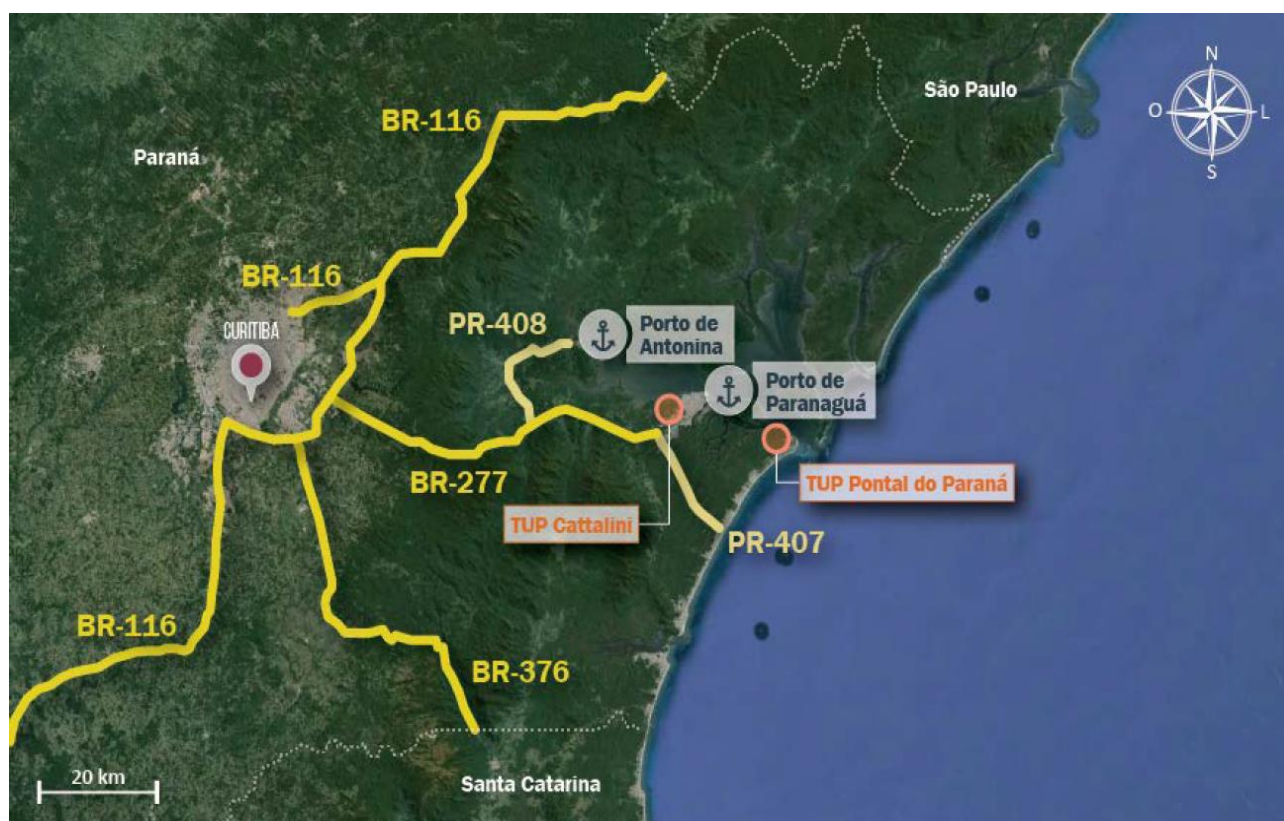 São Paulo
N
O
L
S
BR-116
Paraná
BR-116
CURITIBA
PR-408
Porto de
Antonina
Porto de
Paranaguá
BR-277
TUP Pontal do Paraná
TUP Cattalini
PR-407
BR-116
BR-376
20 km
Santa Catarina